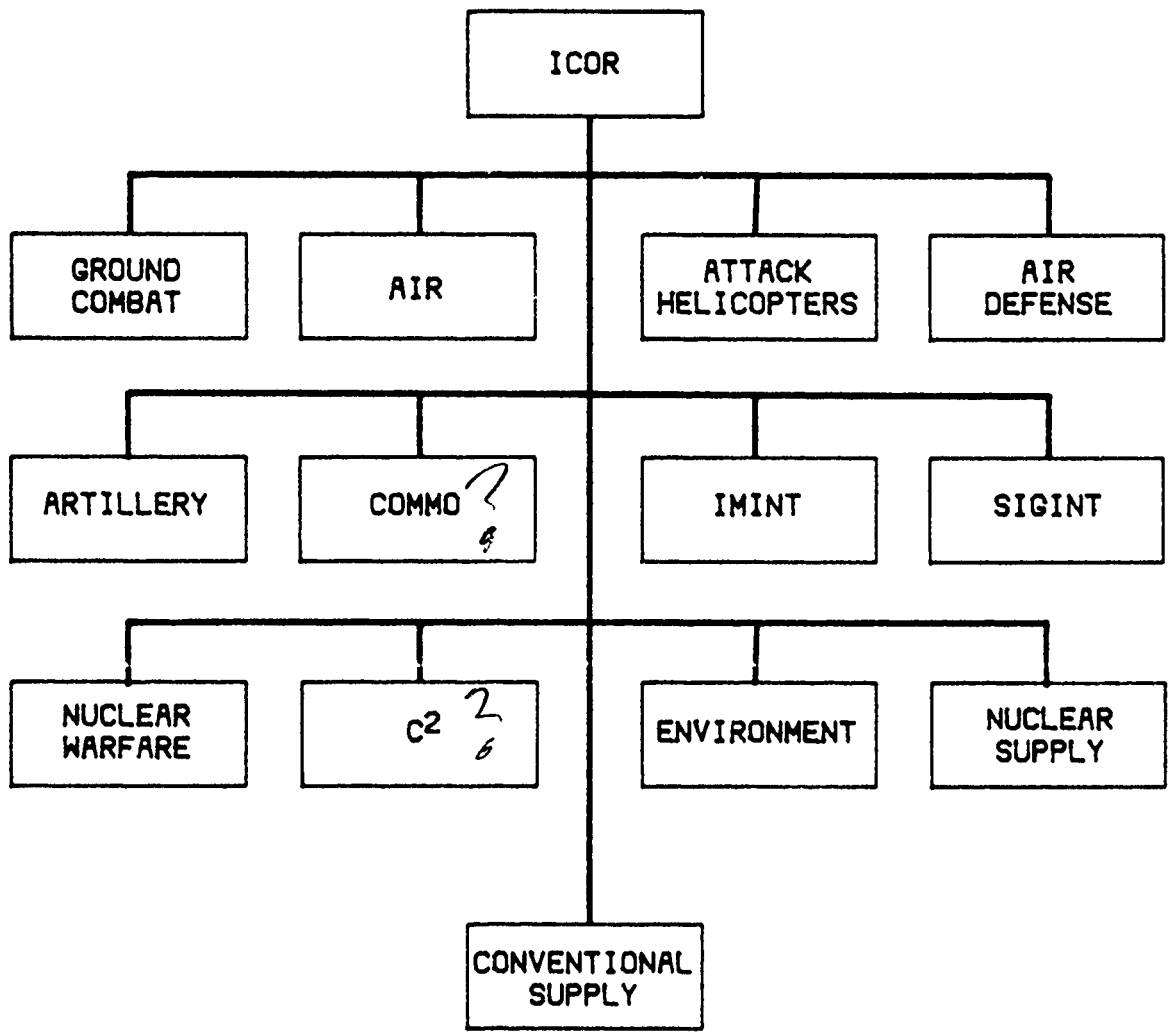 ICOR
GROUND
COMBAT
AIR
ATTACK
HELICOPTERS
AIR
DEFENSE
ARTILLERY
COMMO ?
IMINT
SIGINT
NUCLEAR
WARFARE
C² ?
ENVIRONMENT
NUCLEAR
SUPPLY
CONVENTIONAL
SUPPLY